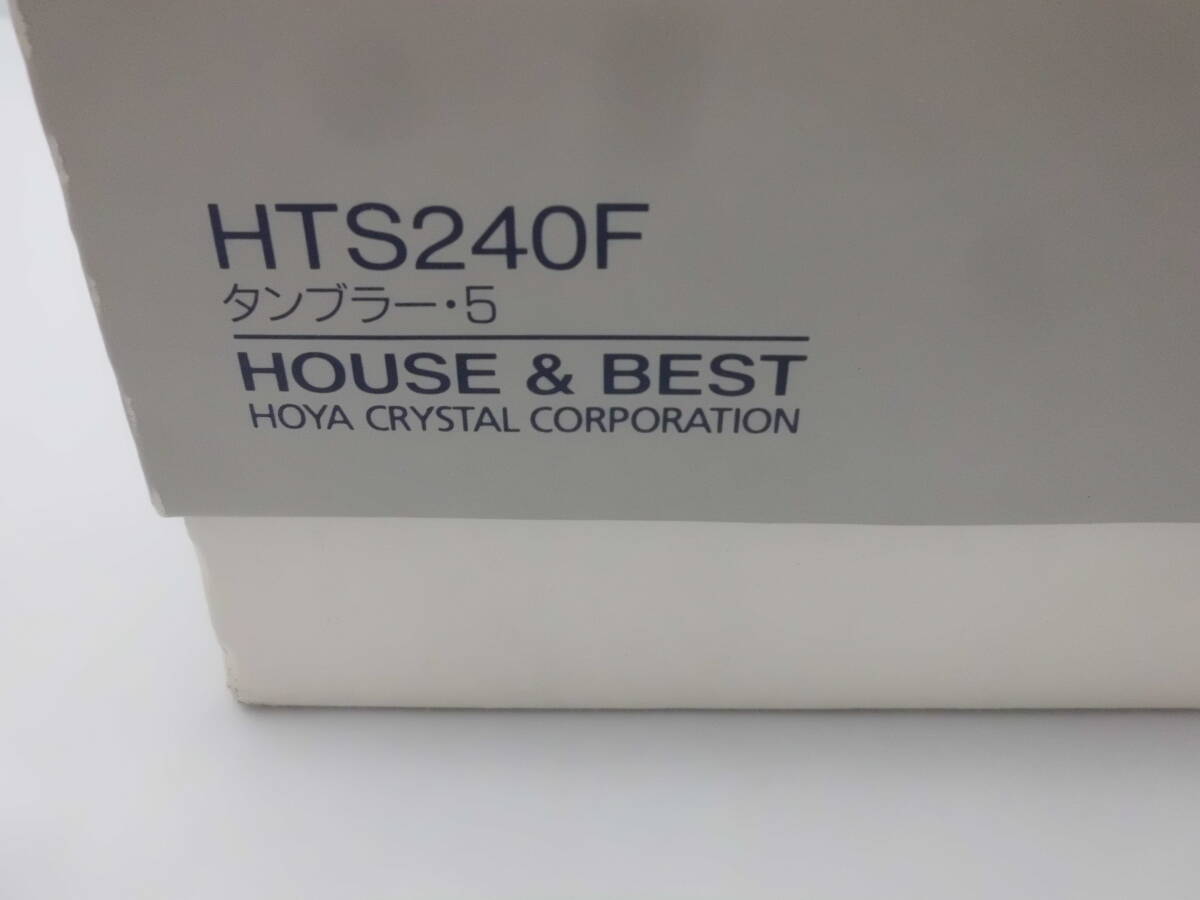 HTS240F
タンブラー・5
HOUSE & BEST
HOYA CRYSTAL CORPORATION